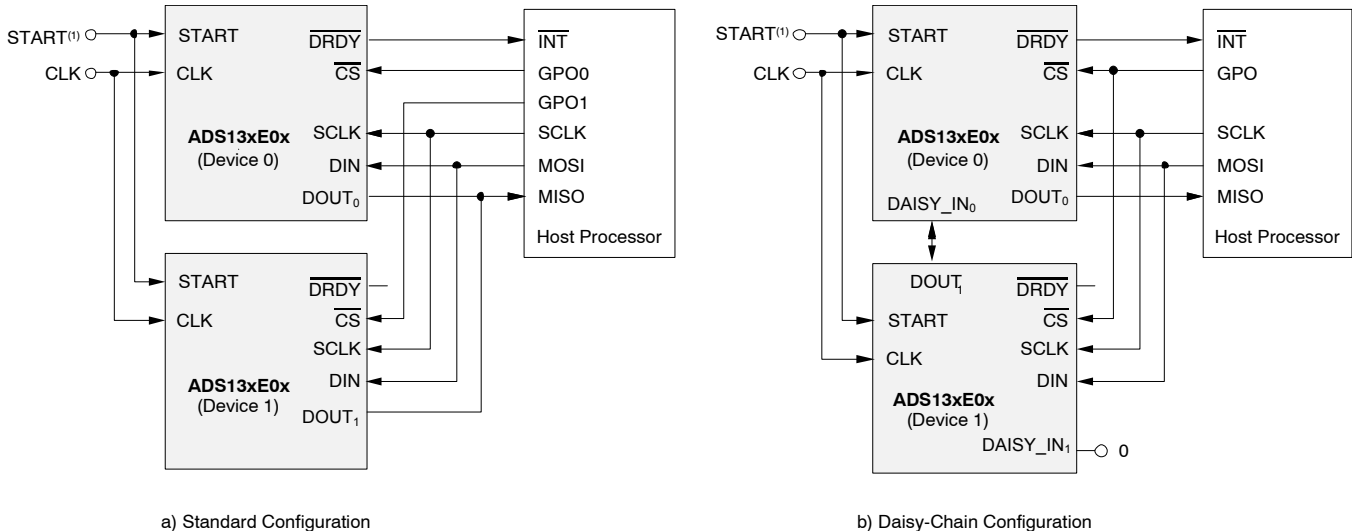 START(1)
CLK
START
CLK
ADS13xE0x
(Device 0)
DRDY
CS
SCLK
DIN
DOUT0
INT
GPO0
GPO1
SCLK
MOSI
MISO
Host Processor
START
CLK
ADS13xE0x
(Device 1)
DRDY
CS
SCLK
DIN
DOUT1
a) Standard Configuration
START(1)
CLK
START
CLK
ADS13xE0x
(Device 0)
DRDY
CS
SCLK
DIN
DOUT0
DAISY_IN0
INT
GPO
SCLK
MOSI
MISO
Host Processor
DOUT1
START
CLK
ADS13xE0x
(Device 1)
DRDY
CS
SCLK
DIN
DAISY_IN1
0
b) Daisy-Chain Configuration